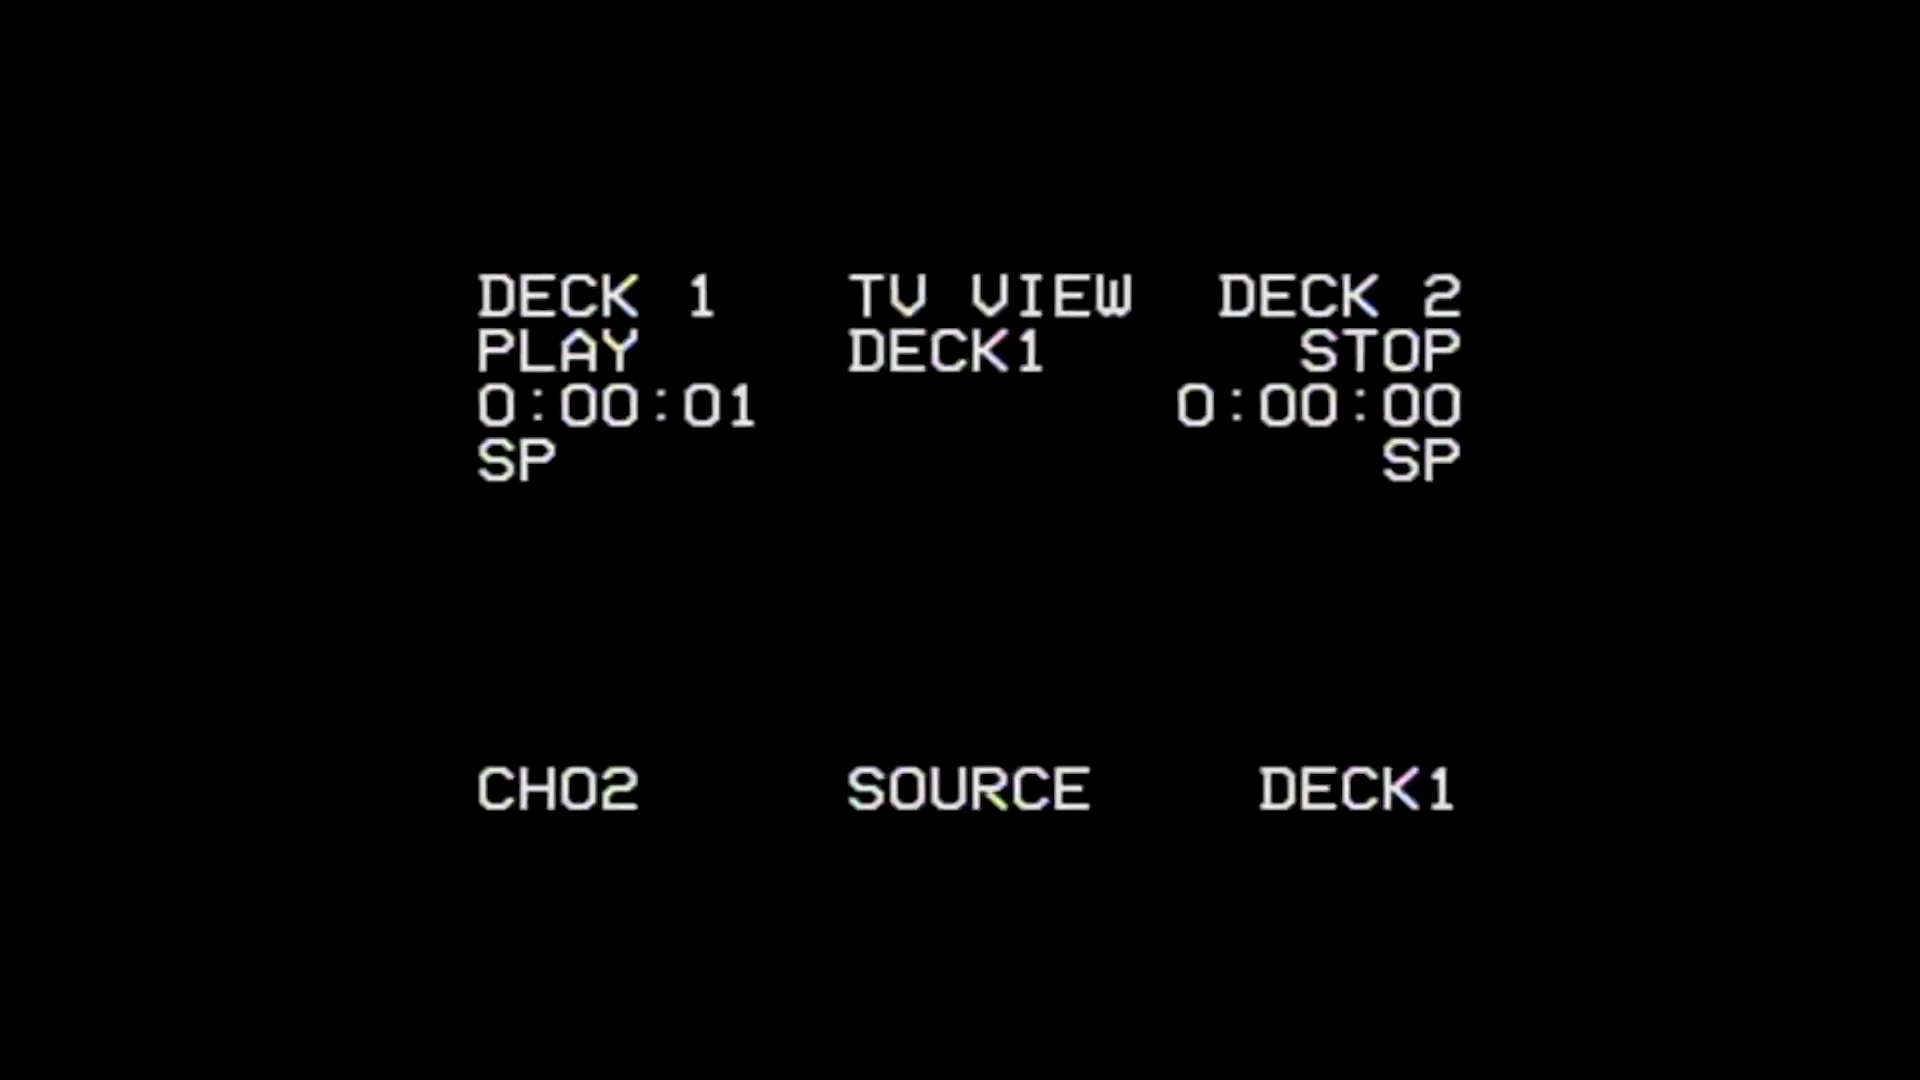 DECK 1 TV VIEW DECK 2
PLAY DECK1 STOP
0:00:01 0:00:00
SP SP
CH02 SOURCE DECK1